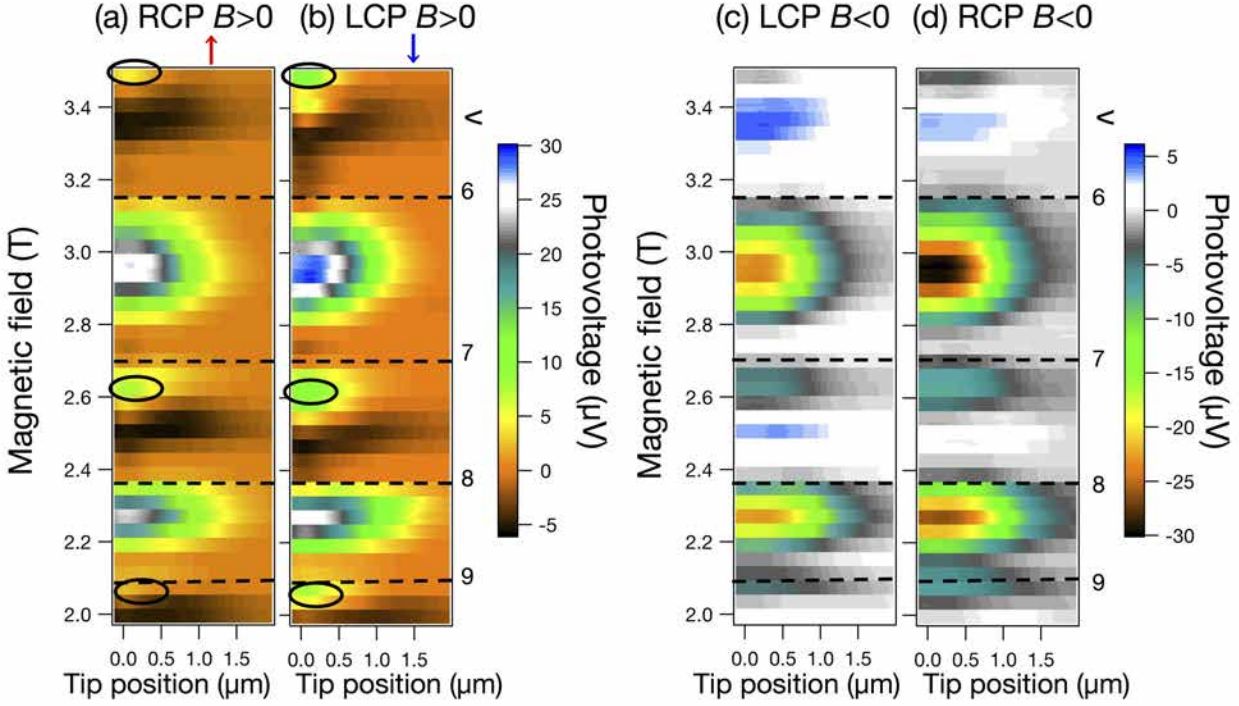 (a) RCP B>0
(b) LCP B>0
(c) LCP B<0
(d) RCP B<0
Magnetic field (T)
3.4
3.2
3.0
2.8
2.6
2.4
2.2
2.0
0.0 0.5 1.0 1.5
0.0 0.5 1.0 1.5
Tip position (µm)
Tip position (µm)
ν
6
7
8
9
30
25
20
15
10
5
0
-5
Photovoltage (µV)
Magnetic field (T)
3.4
3.2
3.0
2.8
2.6
2.4
2.2
2.0
0.0 0.5 1.0 1.5
0.0 0.5 1.0 1.5
Tip position (µm)
Tip position (µm)
ν
6
7
8
9
5
0
-5
-10
-15
-20
-25
-30
Photovoltage (µV)